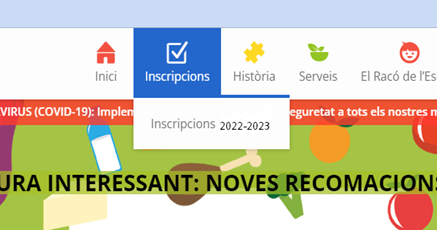 Inici Inscripcions Història Serveis El Racó de l'Es
VIRUS (COVID-19): Implem eguretat a tots els nostres m
Inscripcions 2022-2023
URA INTERESSANT: NOVES RECOMACIONS